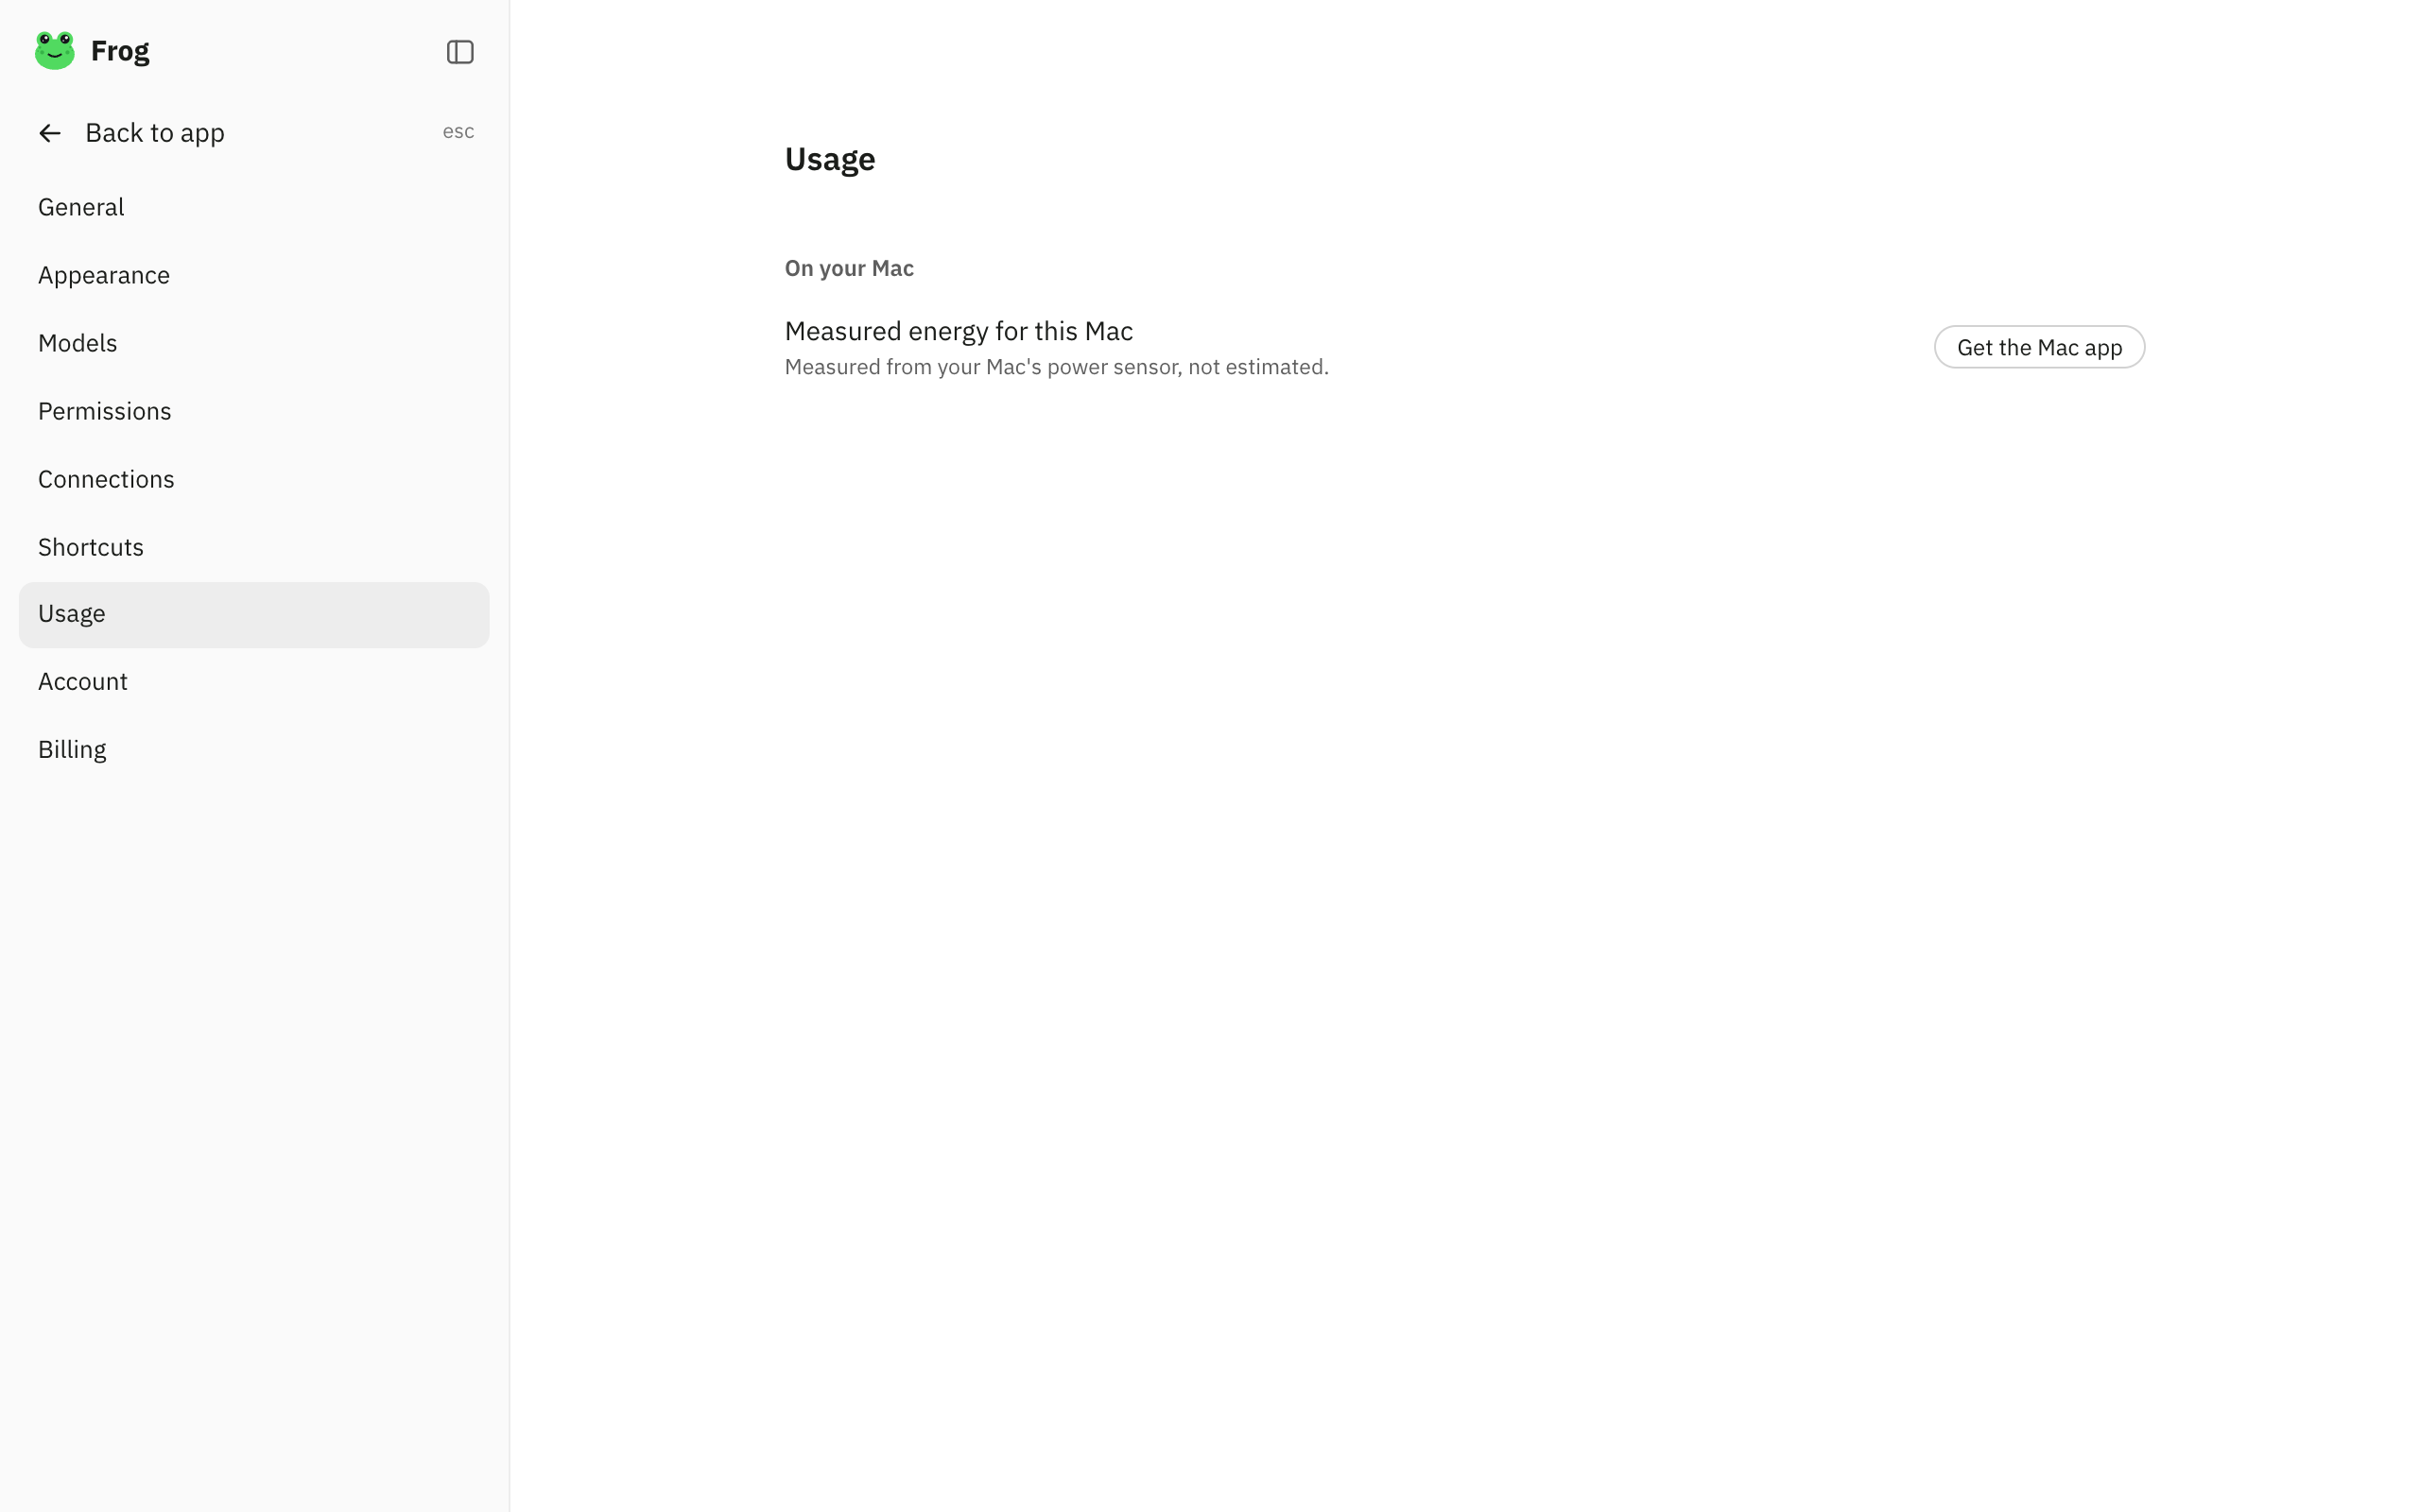 Frog
Back to app
esc
General
Appearance
Models
Permissions
Connections
Shortcuts
Usage
Account
Billing
Usage
On your Mac
Measured energy for this Mac
Measured from your Mac's power sensor, not estimated.
Get the Mac app